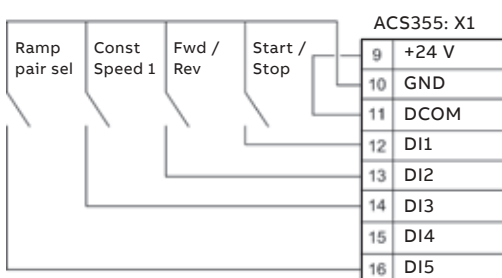 ACS355: X1
Ramp
pair sel
Const
Speed 1
Fwd /
Rev
Start /
Stop
9 +24 V
10 GND
11 DCOM
12 DI1
13 DI2
14 DI3
15 DI4
16 DI5